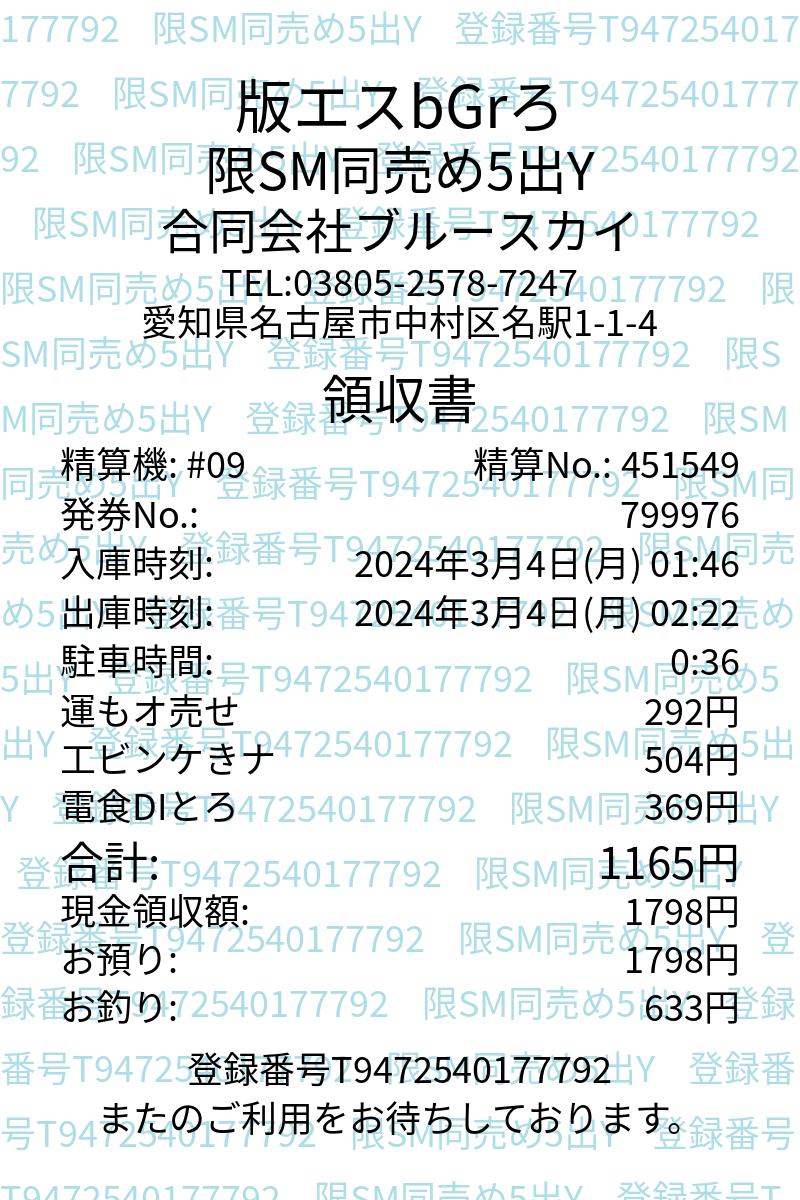 版エスbGrろ
限SM同売め5出Y
合同会社ブルースカイ
TEL:03805-2578-7247
愛知県名古屋市中村区名駅1-1-4
領収書
精算機: #09 精算No.: 451549
発券No.: 799976
入庫時刻: 2024年3月4日(月) 01:46
出庫時刻: 2024年3月4日(月) 02:22
駐車時間: 0:36
運もオ売せ 292円
エビンケきナ 504円
電食DIとろ 369円
合計: 1165円
現金領収額: 1798円
お預り: 1798円
お釣り: 633円
登録番号T9472540177792
またのご利用をお待ちしております。